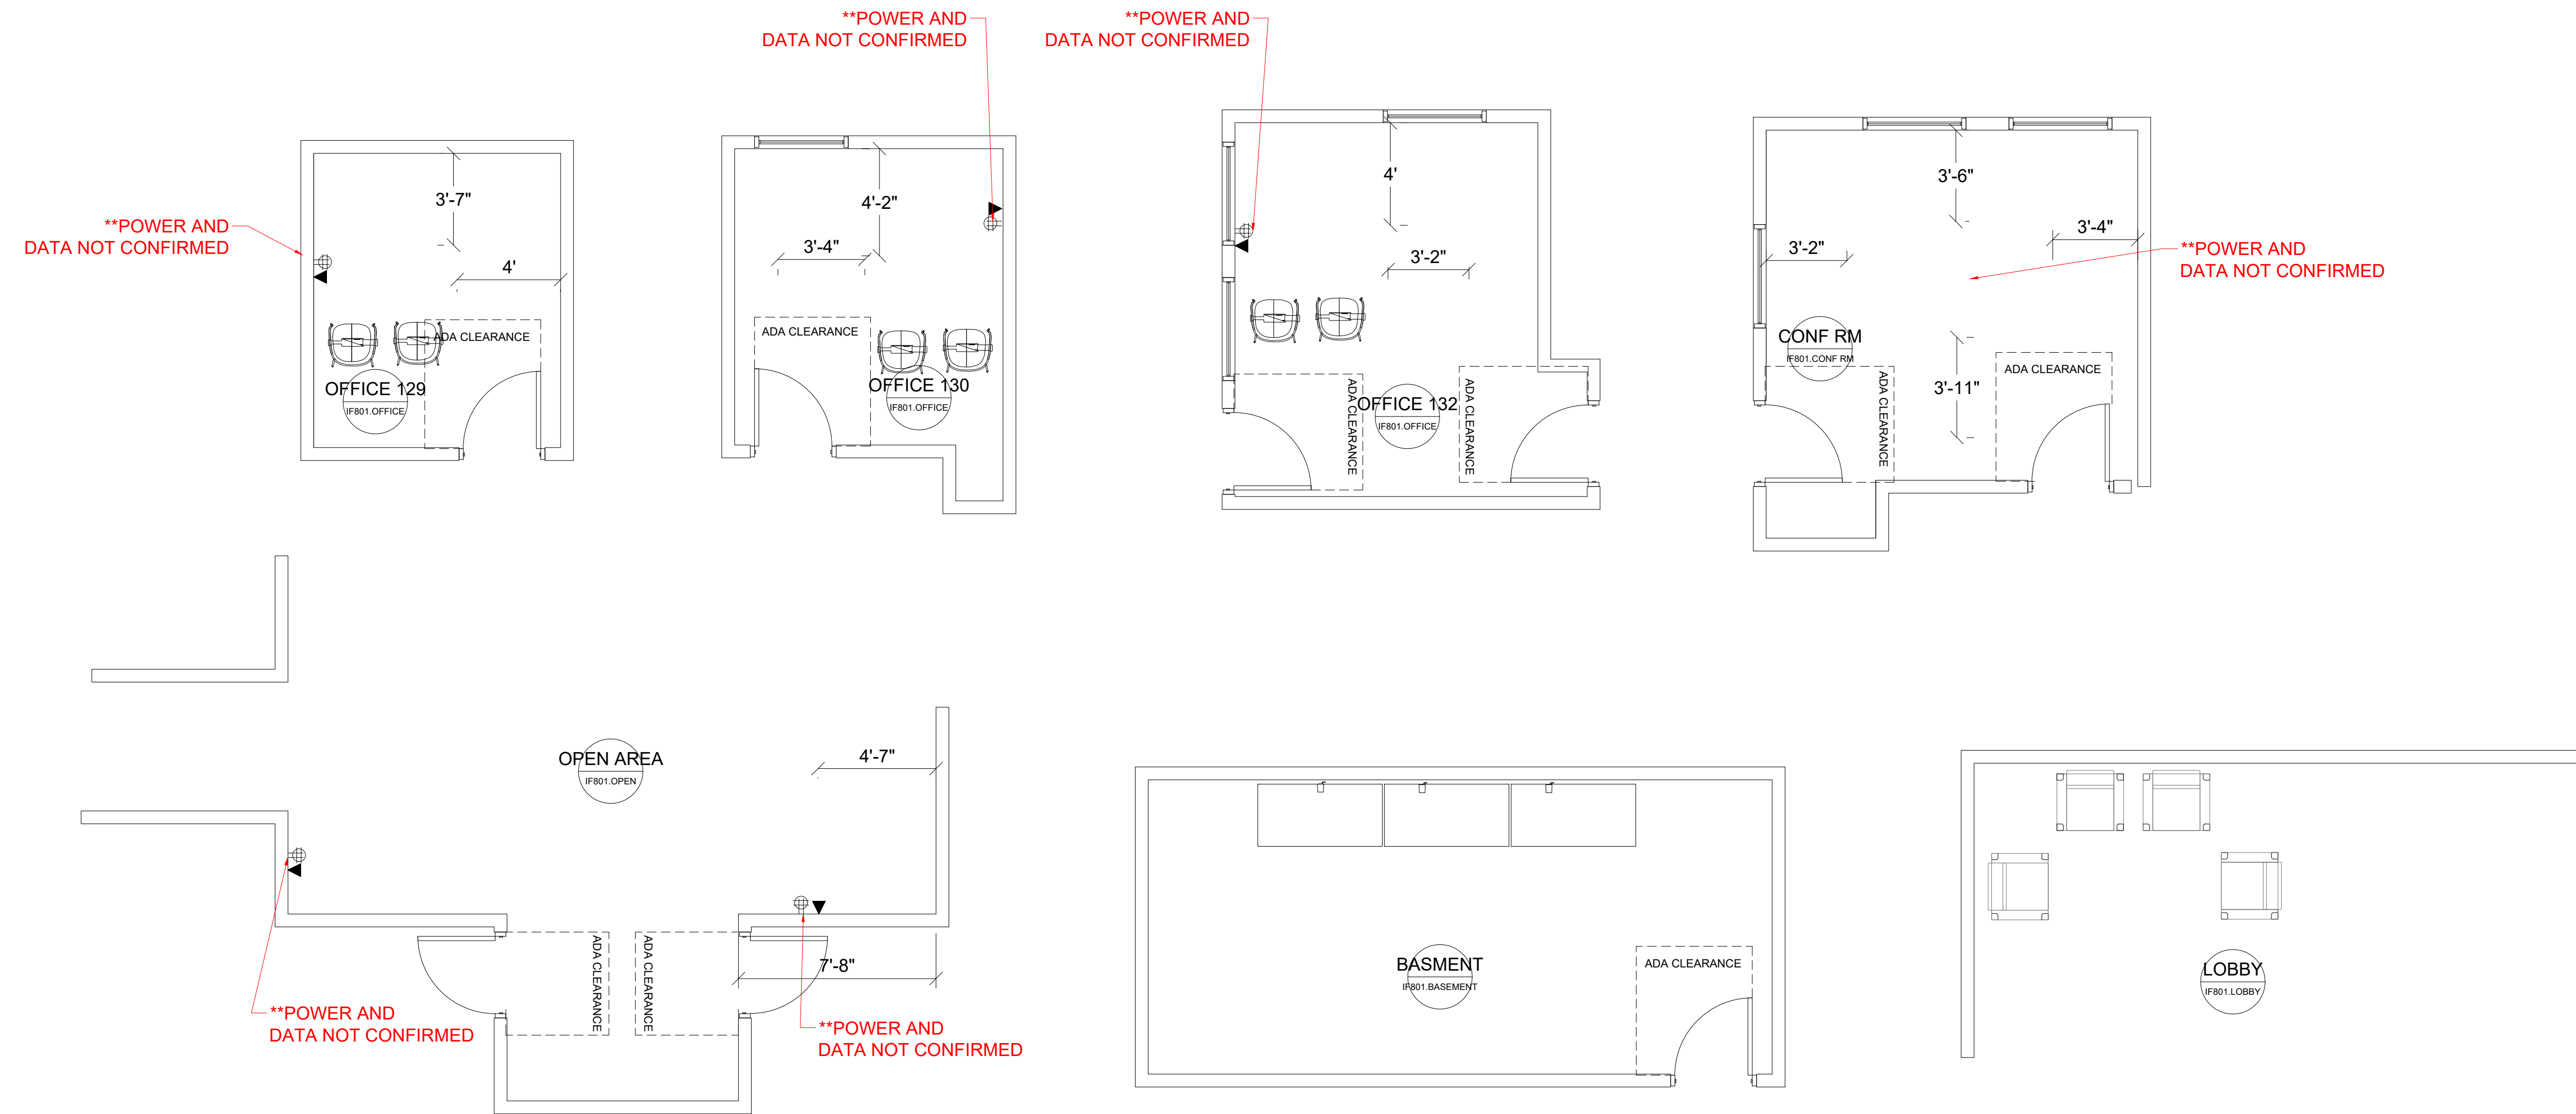 **POWER AND
DATA NOT CONFIRMED
**POWER AND
DATA NOT CONFIRMED
**POWER AND
DATA NOT CONFIRMED
3'-7"
4'
ADA CLEARANCE
OFFICE 129
IF801.OFFICE
4'-2"
3'-4"
ADA CLEARANCE
OFFICE 130
IF801.OFFICE
4'
3'-2"
ADA CLEARANCE
ADA CLEARANCE
OFFICE 132
IF801.OFFICE
3'-6"
3'-2"
3'-4"
**POWER AND
DATA NOT CONFIRMED
CONF RM
IF801.CONF RM
ADA CLEARANCE
3'-11"
ADA CLEARANCE
OPEN AREA
IF801.OPEN
4'-7"
ADA CLEARANCE
ADA CLEARANCE
7'-8"
**POWER AND
DATA NOT CONFIRMED
**POWER AND
DATA NOT CONFIRMED
BASMENT
IF801.BASEMENT
ADA CLEARANCE
LOBBY
IF801.LOBBY